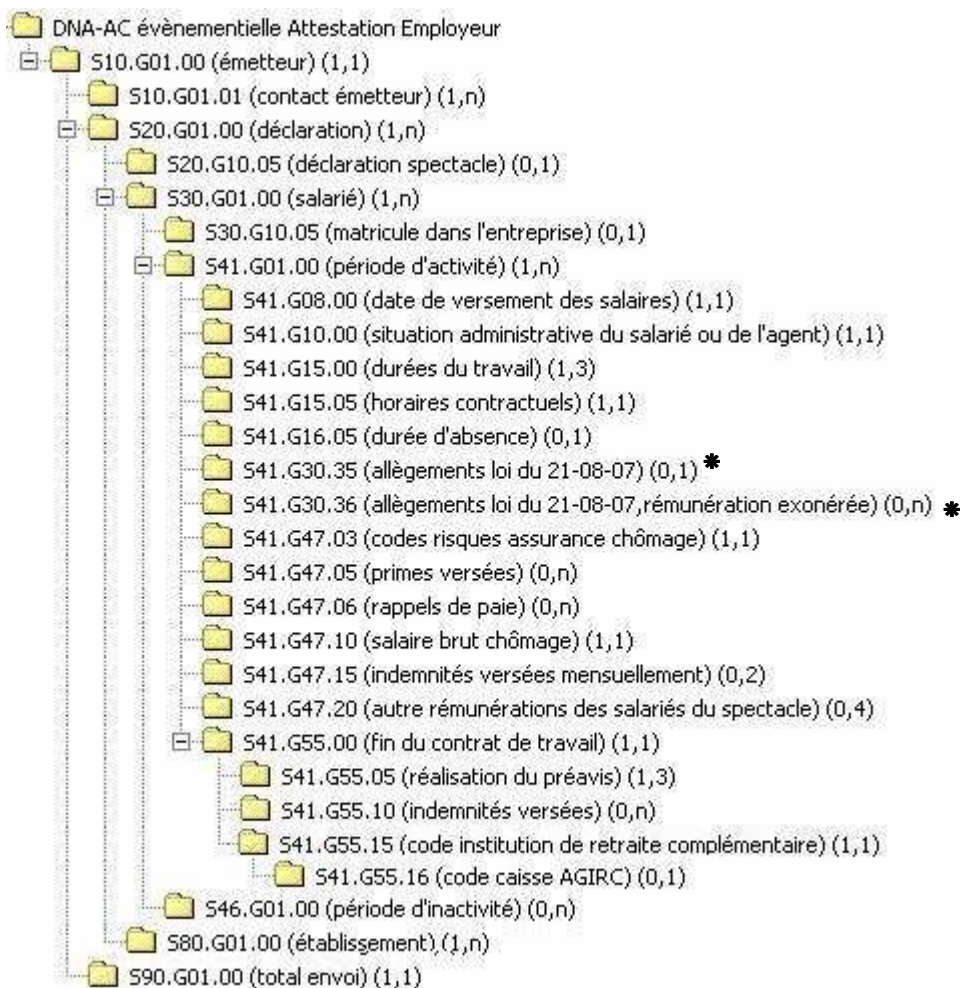 DNA-AC évènementielle Attestation Employeur
S10.G01.00 (émetteur) (1,1)
S10.G01.01 (contact émetteur) (1,n)
S20.G01.00 (déclaration) (1,n)
S20.G10.05 (déclaration spectacle) (0,1)
S30.G01.00 (salarié) (1,n)
S30.G10.05 (matricule dans l'entreprise) (0,1)
S41.G01.00 (période d'activité) (1,n)
S41.G08.00 (date de versement des salaires) (1,1)
S41.G10.00 (situation administrative du salarié ou de l'agent) (1,1)
S41.G15.00 (durées du travail) (1,3)
S41.G15.05 (horaires contractuels) (1,1)
S41.G16.05 (durée d'absence) (0,1)
S41.G30.35 (allègements loi du 21-08-07) (0,1) *
S41.G30.36 (allègements loi du 21-08-07,rémunération exonérée) (0,n) *
S41.G47.03 (codes risques assurance chômage) (1,1)
S41.G47.05 (primes versées) (0,n)
S41.G47.06 (rappels de paie) (0,n)
S41.G47.10 (salaire brut chômage) (1,1)
S41.G47.15 (indemnités versées mensuellement) (0,2)
S41.G47.20 (autre rémunérations des salariés du spectacle) (0,4)
S41.G55.00 (fin du contrat de travail) (1,1)
S41.G55.05 (réalisation du préavis) (1,3)
S41.G55.10 (indemnités versées) (0,n)
S41.G55.15 (code institution de retraite complémentaire) (1,1)
S41.G55.16 (code caisse AGIRC) (0,1)
S46.G01.00 (période d'inactivité) (0,n)
S80.G01.00 (établissement) (1,n)
S90.G01.00 (total envoi) (1,1)